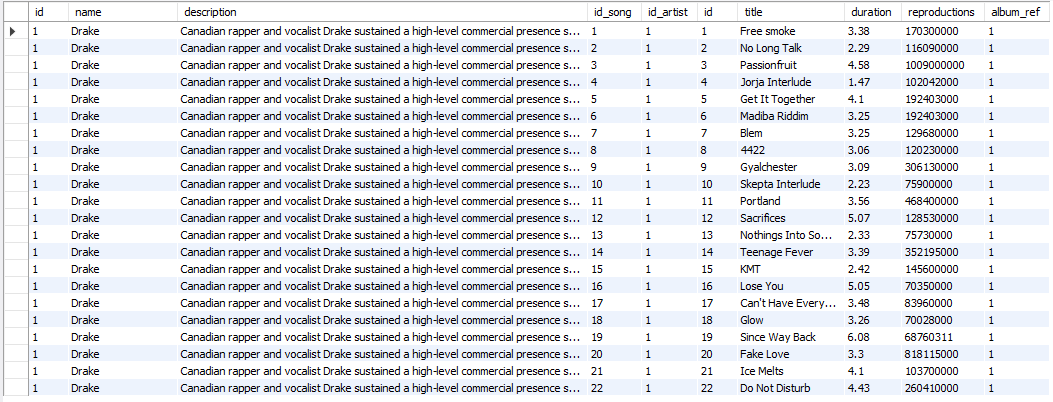 id name description id_song id_artist id title duration reproductions album_ref
1 Drake Canadian rapper and vocalist Drake sustained a high-level commercial presence s... 1 1 1 Free smoke 3.38 170300000 1
1 Drake Canadian rapper and vocalist Drake sustained a high-level commercial presence s... 2 1 2 No Long Talk 2.29 116090000 1
1 Drake Canadian rapper and vocalist Drake sustained a high-level commercial presence s... 3 1 3 Passionfruit 4.58 1009000000 1
1 Drake Canadian rapper and vocalist Drake sustained a high-level commercial presence s... 4 1 4 Jorja Interlude 1.47 102042000 1
1 Drake Canadian rapper and vocalist Drake sustained a high-level commercial presence s... 5 1 5 Get It Together 4.1 192403000 1
1 Drake Canadian rapper and vocalist Drake sustained a high-level commercial presence s... 6 1 6 Madiba Riddim 3.25 192403000 1
1 Drake Canadian rapper and vocalist Drake sustained a high-level commercial presence s... 7 1 7 Blem 3.25 129680000 1
1 Drake Canadian rapper and vocalist Drake sustained a high-level commercial presence s... 8 1 8 4422 3.06 120230000 1
1 Drake Canadian rapper and vocalist Drake sustained a high-level commercial presence s... 9 1 9 Gyalchester 3.09 306130000 1
1 Drake Canadian rapper and vocalist Drake sustained a high-level commercial presence s... 10 1 10 Skepta Interlude 2.23 75900000 1
1 Drake Canadian rapper and vocalist Drake sustained a high-level commercial presence s... 11 1 11 Portland 3.56 468400000 1
1 Drake Canadian rapper and vocalist Drake sustained a high-level commercial presence s... 12 1 12 Sacrifices 5.07 128530000 1
1 Drake Canadian rapper and vocalist Drake sustained a high-level commercial presence s... 13 1 13 Nothings Into So... 2.33 75730000 1
1 Drake Canadian rapper and vocalist Drake sustained a high-level commercial presence s... 14 1 14 Teenage Fever 3.39 352195000 1
1 Drake Canadian rapper and vocalist Drake sustained a high-level commercial presence s... 15 1 15 KMT 2.42 145600000 1
1 Drake Canadian rapper and vocalist Drake sustained a high-level commercial presence s... 16 1 16 Lose You 5.05 70350000 1
1 Drake Canadian rapper and vocalist Drake sustained a high-level commercial presence s... 17 1 17 Can't Have Every... 3.48 83960000 1
1 Drake Canadian rapper and vocalist Drake sustained a high-level commercial presence s... 18 1 18 Glow 3.26 70028000 1
1 Drake Canadian rapper and vocalist Drake sustained a high-level commercial presence s... 19 1 19 Since Way Back 6.08 68760311 1
1 Drake Canadian rapper and vocalist Drake sustained a high-level commercial presence s... 20 1 20 Fake Love 3.3 818115000 1
1 Drake Canadian rapper and vocalist Drake sustained a high-level commercial presence s... 21 1 21 Ice Melts 4.1 103700000 1
1 Drake Canadian rapper and vocalist Drake sustained a high-level commercial presence s... 22 1 22 Do Not Disturb 4.43 260410000 1